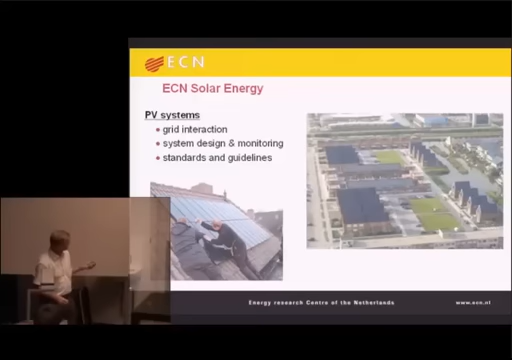 ECN
ECN Solar Energy
PV systems
• grid interaction
• system design & monitoring
• standards and guidelines
Energy research Centre of the Netherlands
www.ecn.nl